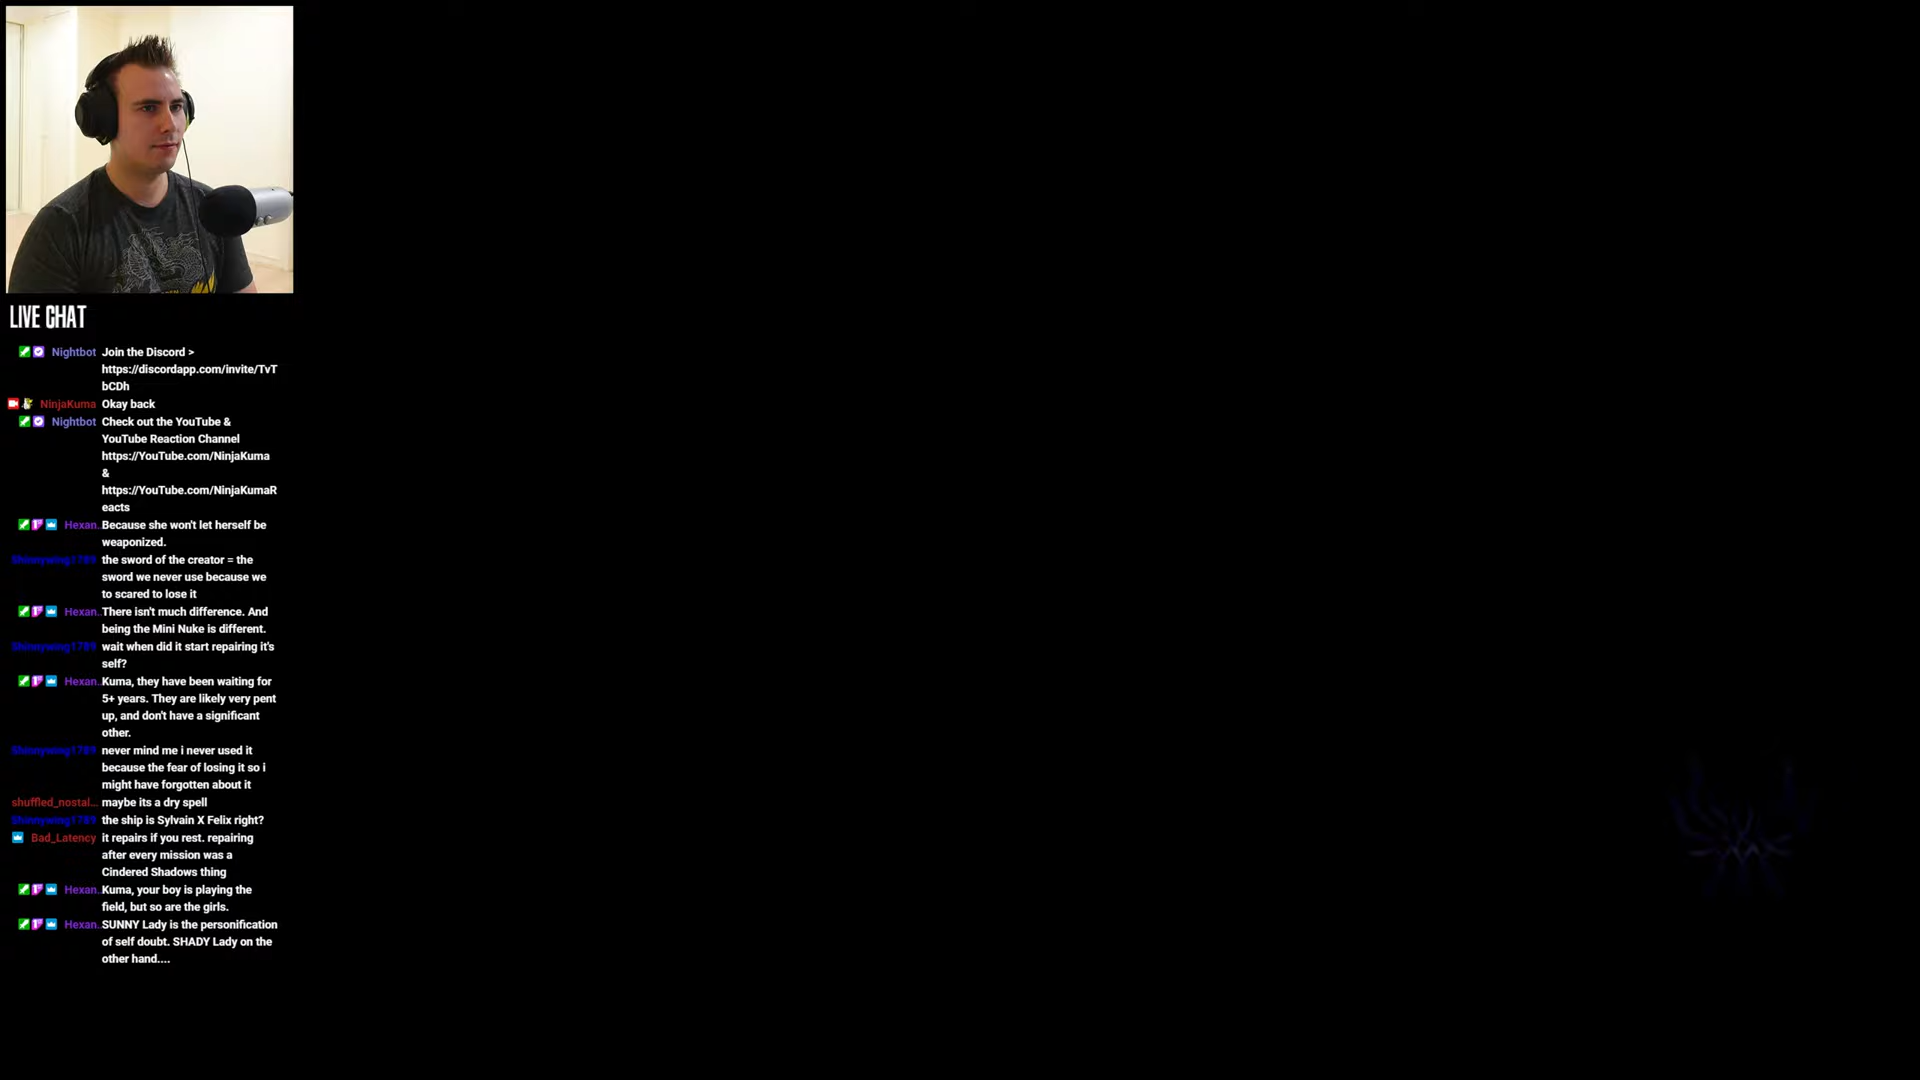 LIVE CHAT
Nightbot Join the Discord >
https://discordapp.com/invite/TvT
bCDh
NinjaKuma Okay back
Nightbot Check out the YouTube &
YouTube Reaction Channel
https://YouTube.com/NinjaKuma
&
https://YouTube.com/NinjaKumaR
eacts
Hexan... Because she won't let herself be
weaponized.
Shinnywing1789 the sword of the creator = the
sword we never use because we
to scared to lose it
Hexan... There isn't much difference. And
being the Mini Nuke is different.
Shinnywing1789 wait when did it start repairing it's
self?
Hexan... Kuma, they have been waiting for
5+ years. They are likely very pent
up, and don't have a significant
other.
Shinnywing1789 never mind me i never used it
because the fear of losing it so i
might have forgotten about it
shuffled_nostal... maybe its a dry spell
Shinnywing1789 the ship is Sylvain X Felix right?
Bad_Latency it repairs if you rest. repairing
after every mission was a
Cindered Shadows thing
Hexan... Kuma, your boy is playing the
field, but so are the girls.
Hexan... SUNNY Lady is the personification
of self doubt. SHADY Lady on the
other hand....